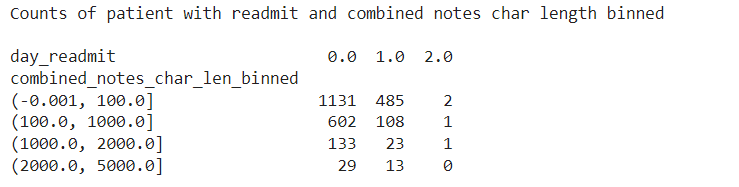 Counts of patient with readmit and combined notes char length binned
day_readmit 0.0 1.0 2.0
combined_notes_char_len_binned
(-0.001, 100.0] 1131 485 2
(100.0, 1000.0] 602 108 1
(1000.0, 2000.0] 133 23 1
(2000.0, 5000.0] 29 13 0